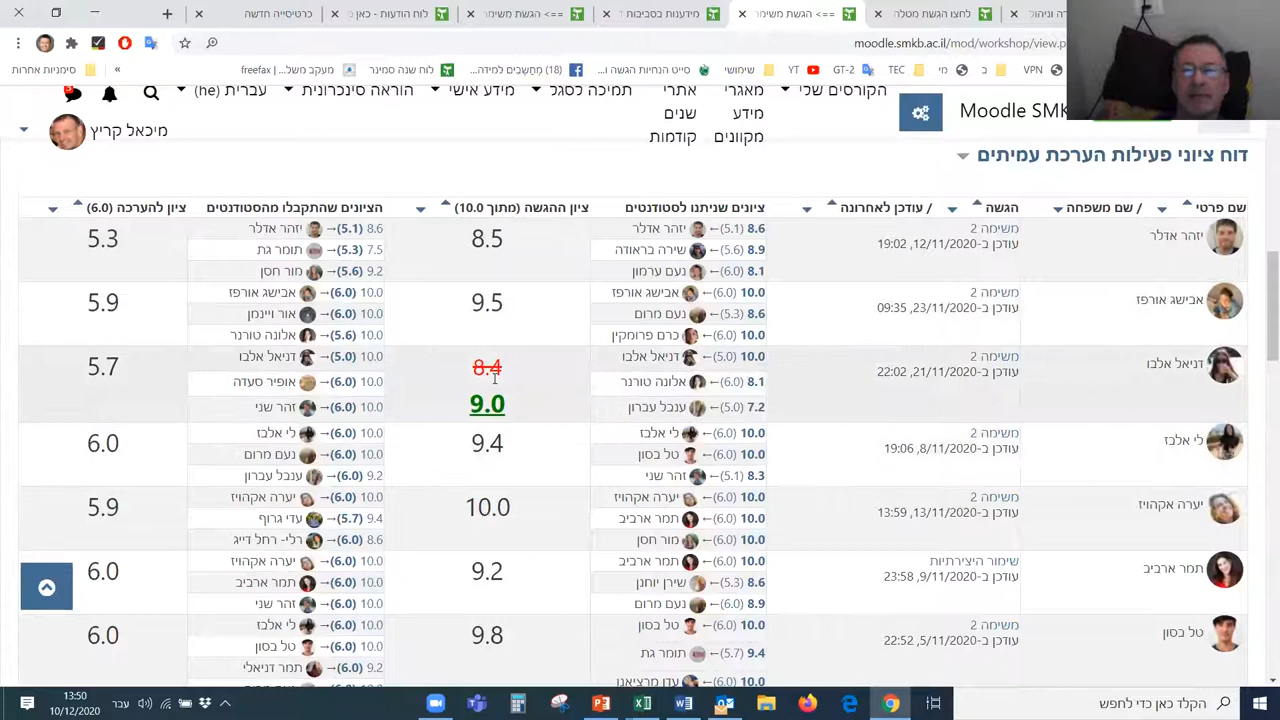 דה וניהול
לחצו הגשת מטלה
==> הגשת משימר
מידענות בסביבות ו
==> הגשת משימר
לוח הודעות - כאן מ
כרטיסייה חדשה
moodle.smkb.ac.il/mod/workshop/view.p
VPN
ב
מי
TEC
GT-2
שימושי
YT
סייט הנחיות הגשה ו...
(18) מְתַשְּׁבִים למידה...
לוח שנה סמינר
מעקב משל...
freefax
»
סימניות אחרות
Moodle SMK
הקורסים שלי
מאגרי מידע מקוונים
אתרי שנים קודמות
תמיכה לסגל
מידע אישי
הוראה סינכרונית
עברית (he)
מיכאל קריץ
דוח ציוני פעילות הערכת עמיתים
שם פרטי / שם משפחה
הגשה / עודכן לאחרונה
ציונים שניתנו לסטודנטים
ציון ההגשה (מתוך 10.0)
הציונים שהתקבלו מהסטודנטים
ציון להערכה (6.0)
יזהר אדלר
משימה 2
עודכן ב-12/11/2020, 19:02
8.6 (5.1)← יזהר אדלר
8.9 (5.6)← שירה בראודה
8.1 (6.0)← נעם ערמון
8.5
8.6 (5.1)→ יזהר אדלר
7.5 (5.3)→ תומר גת
9.2 (5.6)→ מור חסן
5.3
אבישג אורפז
משימה 2
עודכן ב-23/11/2020, 09:35
10.0 (6.0)← אבישג אורפז
8.6 (5.3)← נעם מרום
10.0 (6.0)← כרם פרומקין
9.5
10.0 (6.0)→ אבישג אורפז
10.0 (6.0)→ אור ויינמן
10.0 (5.6)→ אלונה טורנר
5.9
דניאל אלבו
משימה 2
עודכן ב-21/11/2020, 22:02
10.0 (5.0)← דניאל אלבו
8.1 (6.0)← אלונה טורנר
7.2 (5.0)← ענבל עברון
8.4
9.0
10.0 (5.0)→ דניאל אלבו
10.0 (6.0)→ אופיר סעדה
10.0 (6.0)→ זהר שני
5.7
לי אלבז
משימה 2
עודכן ב-8/11/2020, 19:06
10.0 (6.0)← לי אלבז
10.0 (6.0)← טל בסון
8.3 (5.1)← זהר שני
9.4
10.0 (6.0)→ לי אלבז
10.0 (6.0)→ נעם מרום
9.2 (6.0)→ ענבל עברון
6.0
יערה אקהויז
משימה 2
עודכן ב-13/11/2020, 13:59
10.0 (6.0)← יערה אקהויז
10.0 (6.0)← תמר ארביב
10.0 (6.0)← מור חסן
10.0
10.0 (6.0)→ יערה אקהויז
9.4 (5.7)→ עדי גרוף
8.6 (6.0)→ רלי- רחל דייג
5.9
תמר ארביב
שימור היצירתיות
עודכן ב-9/11/2020, 23:58
10.0 (6.0)← תמר ארביב
8.6 (5.3)← שירן יוחנן
8.9 (6.0)← נעם מרום
9.2
10.0 (6.0)→ יערה אקהויז
10.0 (6.0)→ תמר ארביב
10.0 (6.0)→ זהר שני
6.0
טל בסון
משימה 2
עודכן ב-5/11/2020, 22:52
10.0 (6.0)← טל בסון
9.4 (5.7)← תומר גת
עדן מרציאנו
9.8
10.0 (6.0)→ לי אלבז
10.0 (6.0)→ טל בסון
9.2 (6.0)→ תמר דניאלי
6.0
הקלד כאן כדי לחפש
עבר
13:50
10/12/2020